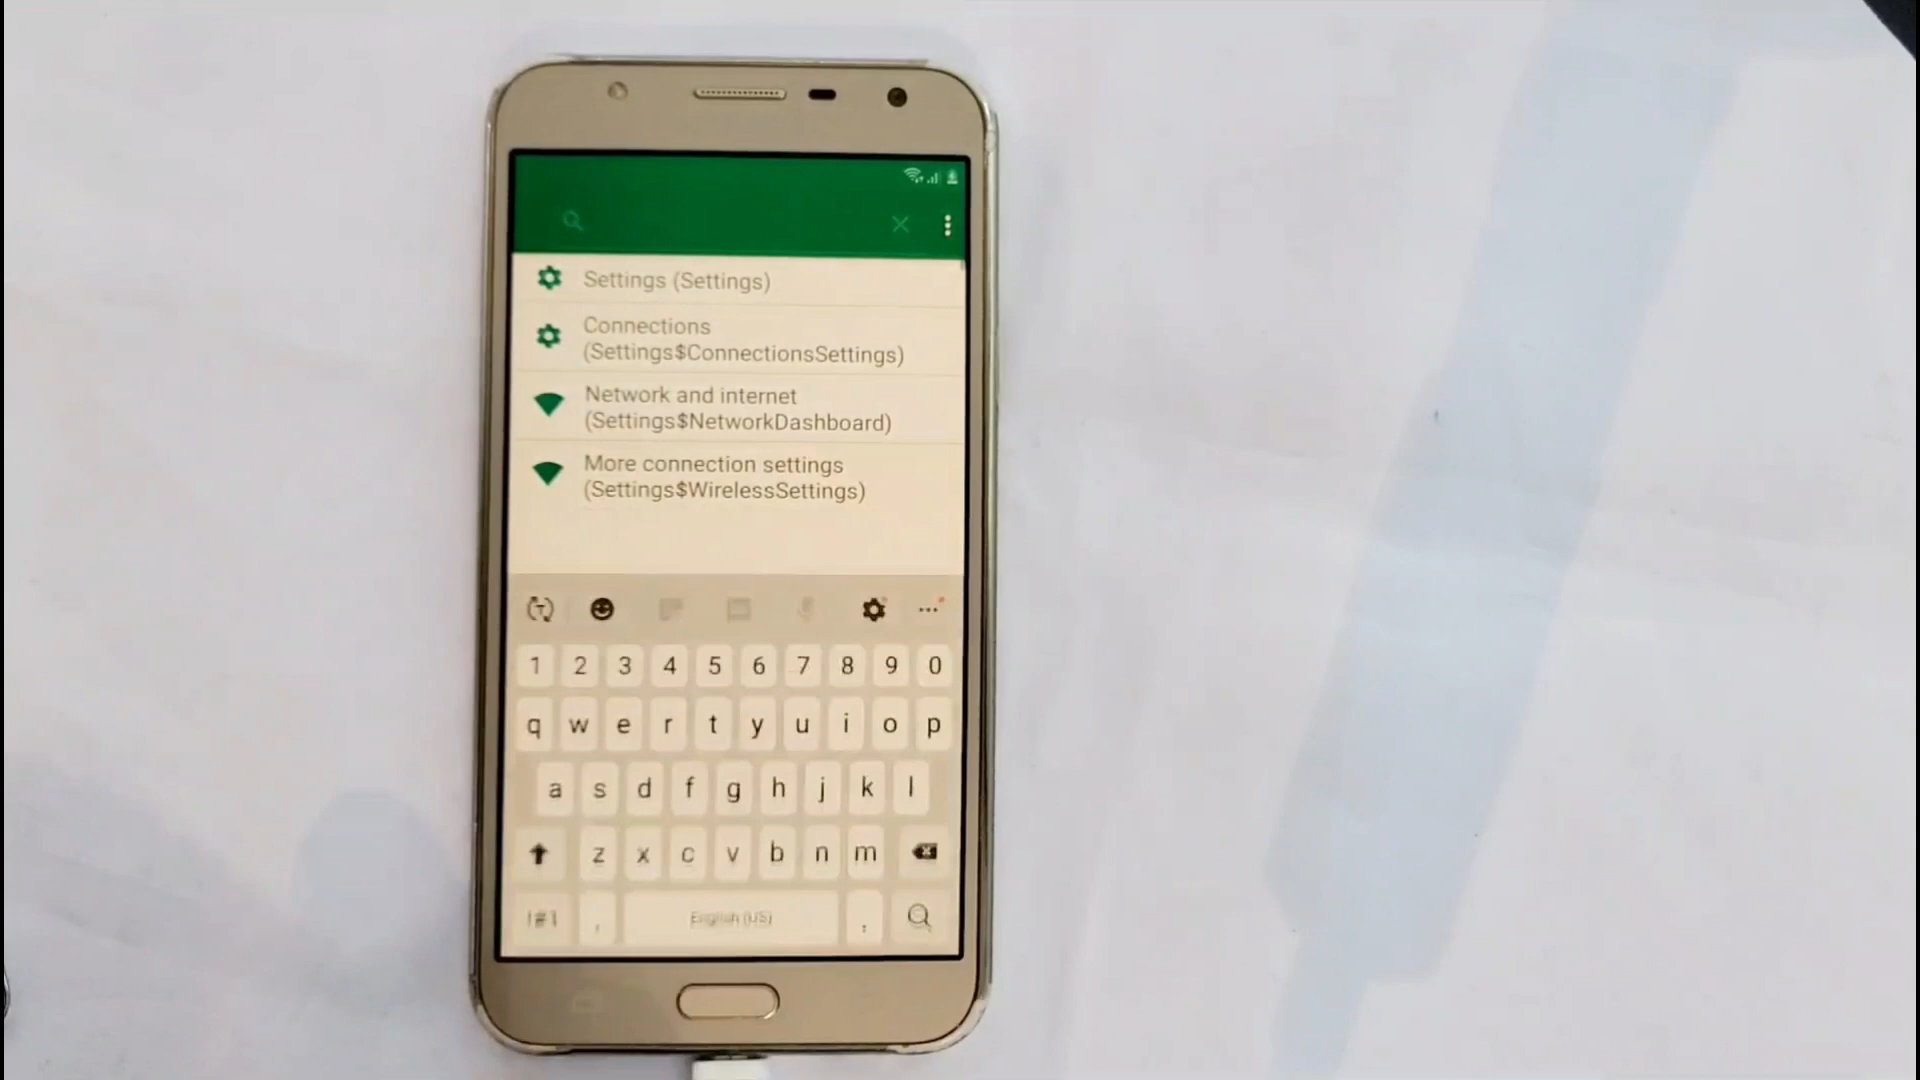 Settings (Settings)
Connections
(Settings$ConnectionsSettings)
Network and internet
(Settings$NetworkDashboard)
More connection settings
(Settings$WirelessSettings)
1 2 3 4 5 6 7 8 9 0
q w e r t y u i o p
a s d f g h j k l
z x c v b n m
!#1 , English (US) .